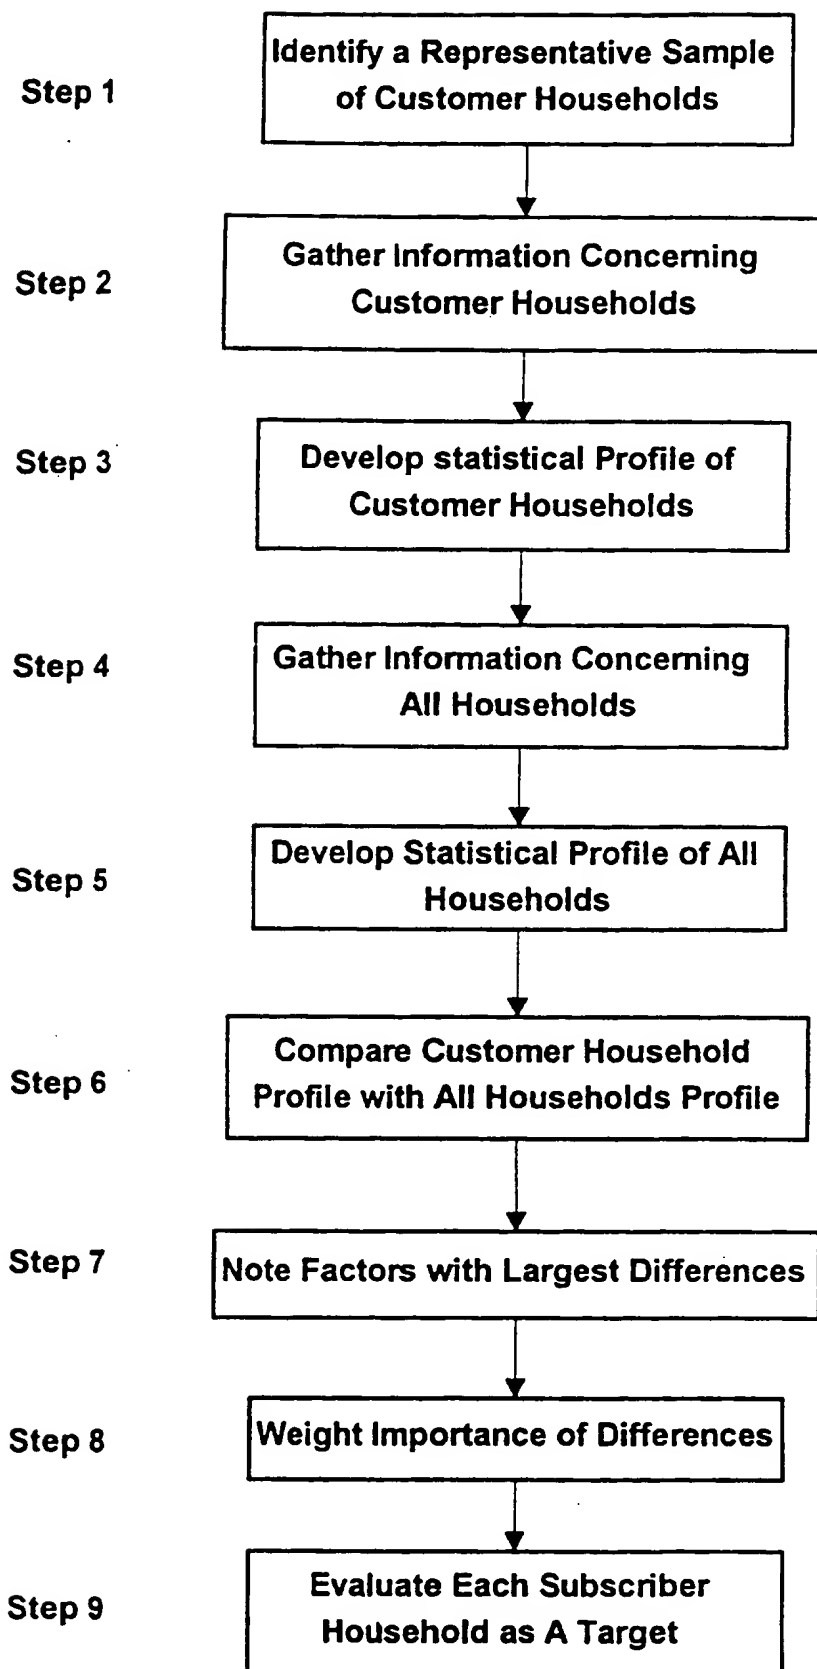 Step 1
Identify a Representative Sample
of Customer Households
Step 2
Gather Information Concerning
Customer Households
Step 3
Develop statistical Profile of
Customer Households
Step 4
Gather Information Concerning
All Households
Step 5
Develop Statistical Profile of All
Households
Step 6
Compare Customer Household
Profile with All Households Profile
Step 7
Note Factors with Largest Differences
Step 8
Weight Importance of Differences
Step 9
Evaluate Each Subscriber
Household as A Target